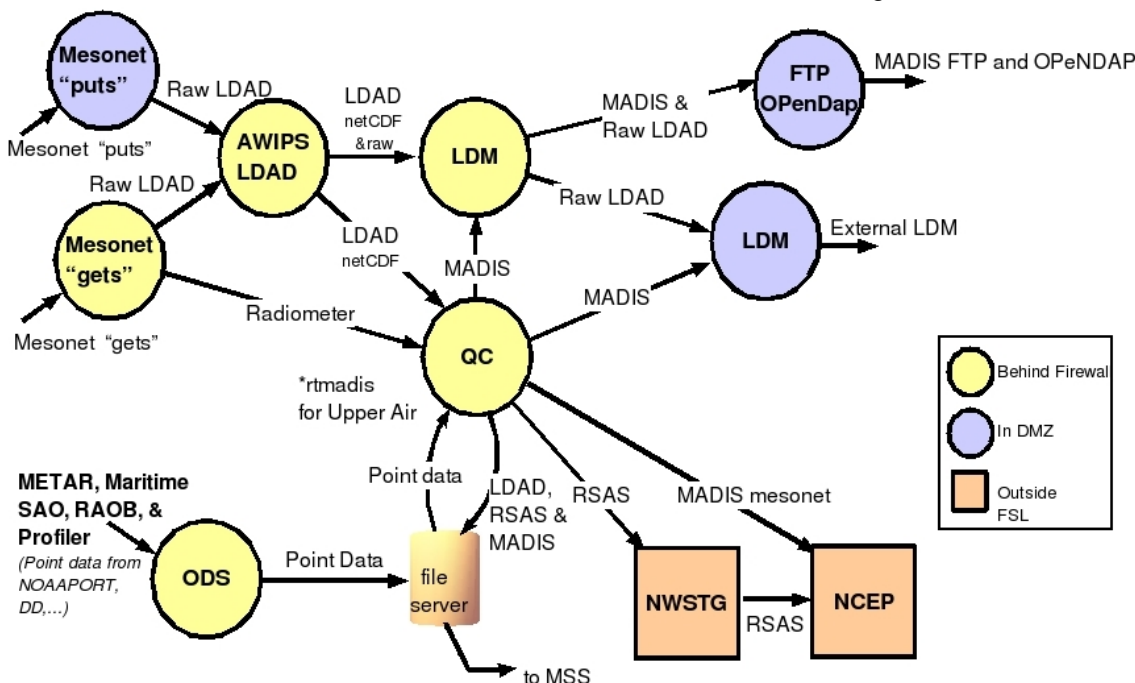 Mesonet
“puts”
Mesonet “puts”
Raw LDAD
Raw LDAD
AWIPS
LDAD
LDAD
netCDF
& raw
LDM
MADIS &
Raw LDAD
FTP
OPenDap
MADIS FTP and OPeNDAP
Mesonet
“gets”
Mesonet “gets”
LDAD
netCDF
MADIS
Raw LDAD
LDM
External LDM
Radiometer
MADIS
QC
*rtmadis
for Upper Air
Behind Firewall
In DMZ
Outside
FSL
METAR, Maritime
SAO, RAOB, &
Profiler
(Point data from
NOAAPORT,
DD,...)
ODS
Point Data
Point data
LDAD,
RSAS &
MADIS
RSAS
MADIS mesonet
file
server
NWSTG
RSAS
NCEP
to MSS